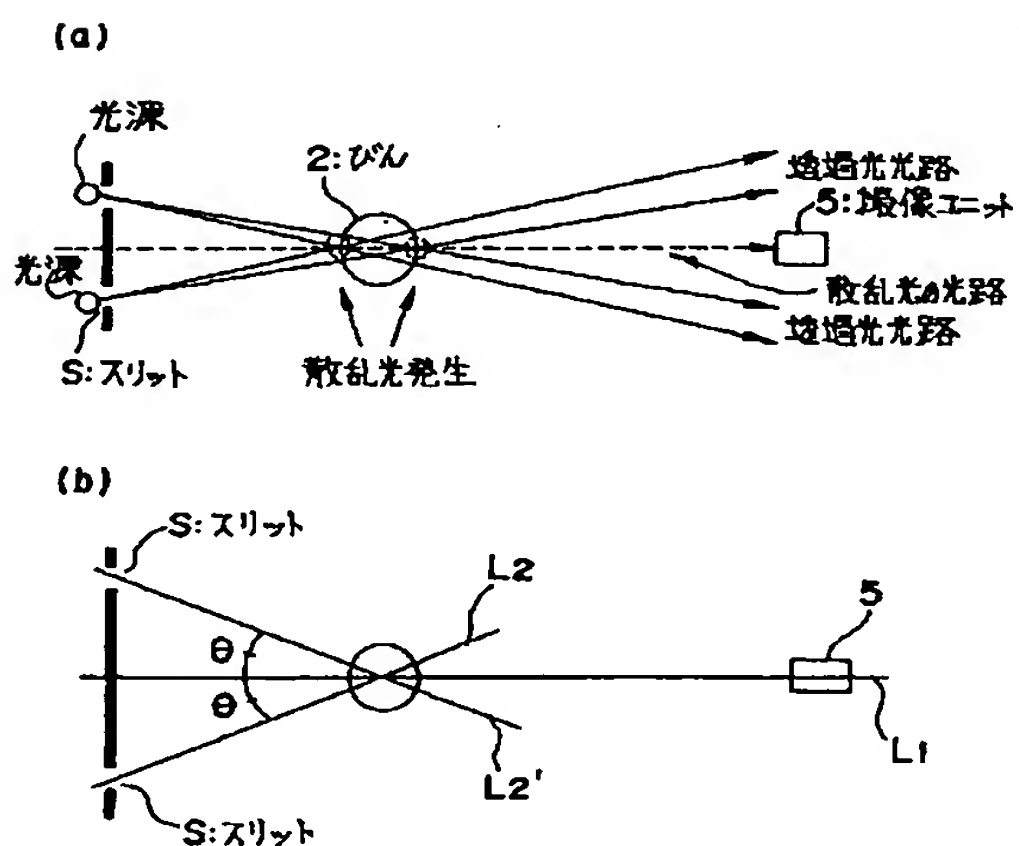 (a)
光源
2:びん
透過光光路
5:撮像ユニット
光源
散乱光の光路
透過光光路
S:スリット
散乱光発生
(b)
S:スリット
L2
5
θ
θ
L2'
L1
S:スリット